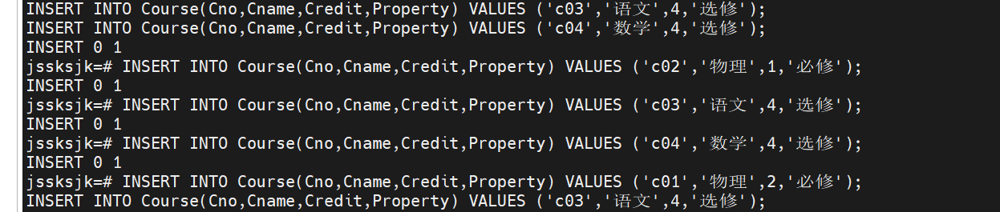 INSERT INTO Course(Cno,Cname,Credit,Property) VALUES ('c03','语文',4,'选修');
INSERT INTO Course(Cno,Cname,Credit,Property) VALUES ('c04','数学',4,'选修');
INSERT 0 1
jssksjk=# INSERT INTO Course(Cno,Cname,Credit,Property) VALUES ('c02','物理',1,'必修');
INSERT 0 1
jssksjk=# INSERT INTO Course(Cno,Cname,Credit,Property) VALUES ('c03','语文',4,'选修');
INSERT 0 1
jssksjk=# INSERT INTO Course(Cno,Cname,Credit,Property) VALUES ('c04','数学',4,'选修');
INSERT 0 1
jssksjk=# INSERT INTO Course(Cno,Cname,Credit,Property) VALUES ('c01','物理',2,'必修');
INSERT INTO Course(Cno,Cname,Credit,Property) VALUES ('c03','语文',4,'选修');